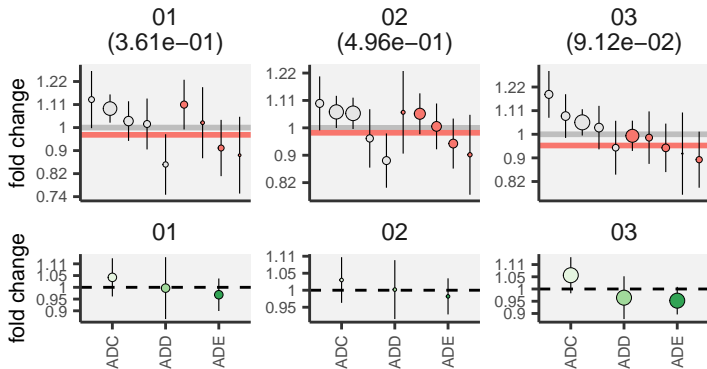 01
(3.61e−01)
02
(4.96e−01)
03
(9.12e−02)
fold change
1.22
1.11
1
0.9
0.82
0.74
1.22
1.11
1
0.9
0.82
1.22
1.11
1
0.9
0.82
01
02
03
fold change
1.11
1.05
1
0.95
0.9
1.11
1.05
1
0.95
1.11
1.05
1
0.95
0.9
ADC
ADD
ADE
ADC
ADD
ADE
ADC
ADD
ADE